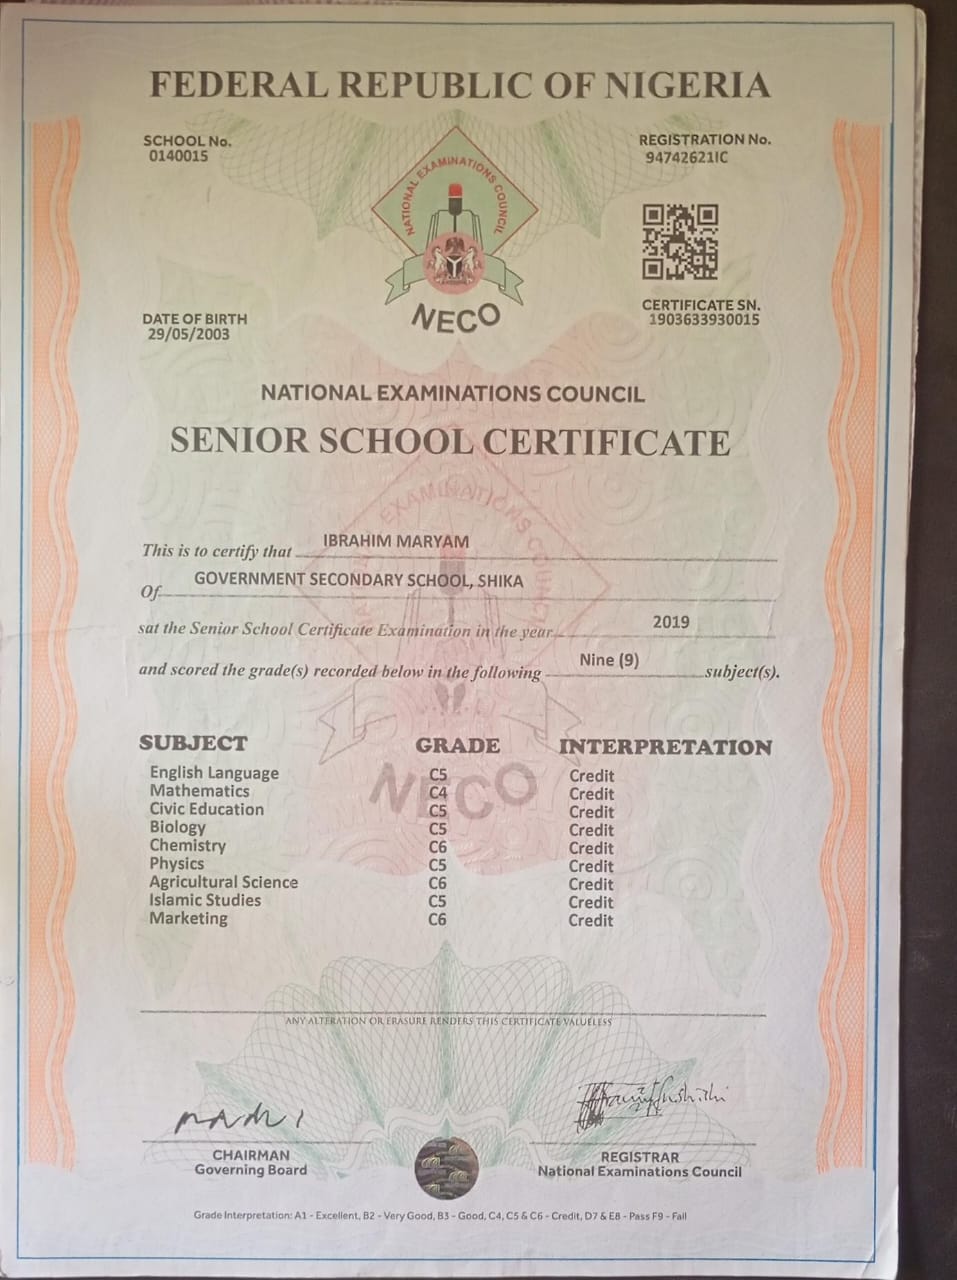 FEDERAL REPUBLIC OF NIGERIA
SCHOOL No.
0140015
REGISTRATION No.
94742621IC
NATIONAL EXAMINATIONS COUNCIL
NECO
DATE OF BIRTH
29/05/2003
CERTIFICATE SN.
1903633930015
NATIONAL EXAMINATIONS COUNCIL
SENIOR SCHOOL CERTIFICATE
This is to certify that IBRAHIM MARYAM
Of GOVERNMENT SECONDARY SCHOOL, SHIKA
sat the Senior School Certificate Examination in the year 2019
and scored the grade(s) recorded below in the following Nine (9) subject(s).
SUBJECT GRADE INTERPRETATION
English Language C5 Credit
Mathematics C4 Credit
Civic Education C5 Credit
Biology C5 Credit
Chemistry C6 Credit
Physics C5 Credit
Agricultural Science C6 Credit
Islamic Studies C5 Credit
Marketing C6 Credit
NECO
ANY ALTERATION OR ERASURE RENDERS THIS CERTIFICATE VALUELESS
CHAIRMAN
Governing Board
REGISTRAR
National Examinations Council
Grade Interpretation: A1 - Excellent, B2 - Very Good, B3 - Good, C4, C5 & C6 - Credit, D7 & E8 - Pass F9 - Fail